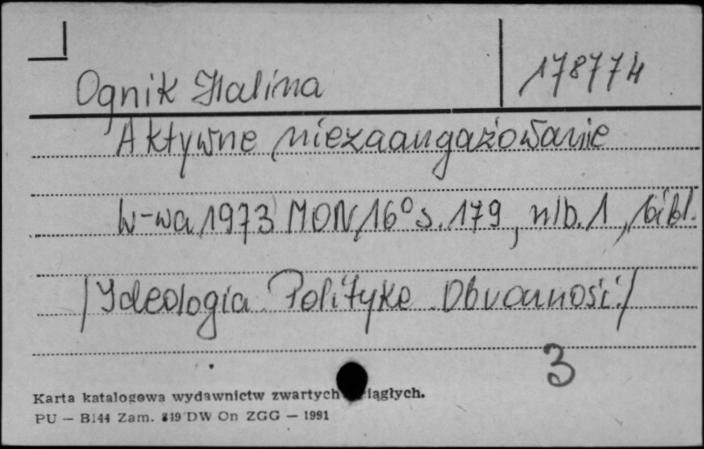 Ognik Halina 178774
Aktywne niezaangażowanie
W-wa 1973 MON 16° s. 179, nlb. 1, bibl.
/Ideologia Polityka Obronność/
3
Karta katalogowa wydawnictw zwartych ciągłych.
PU — B144 Zam. 819 DW On ZGG — 1991